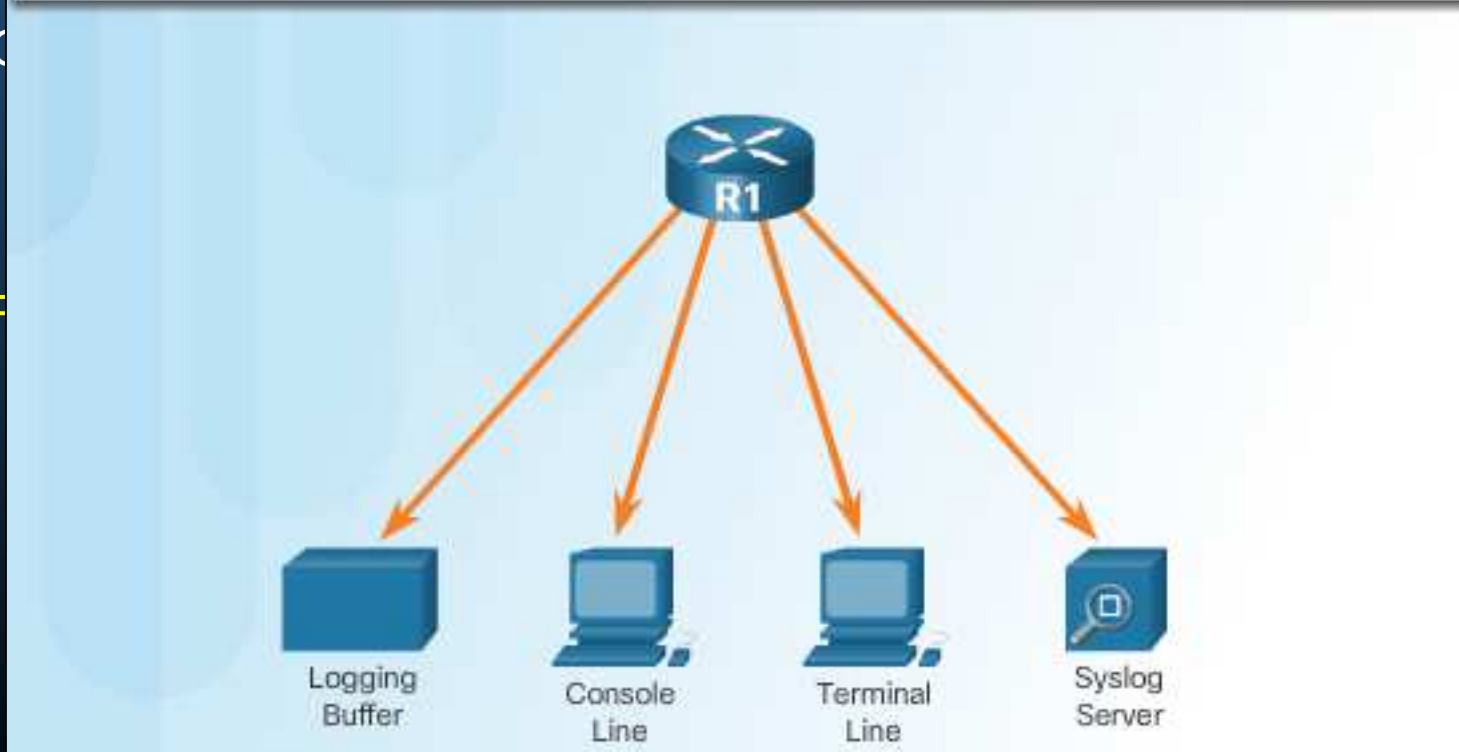 R1
Logging
Buffer
Console
Line
Terminal
Line
Syslog
Server